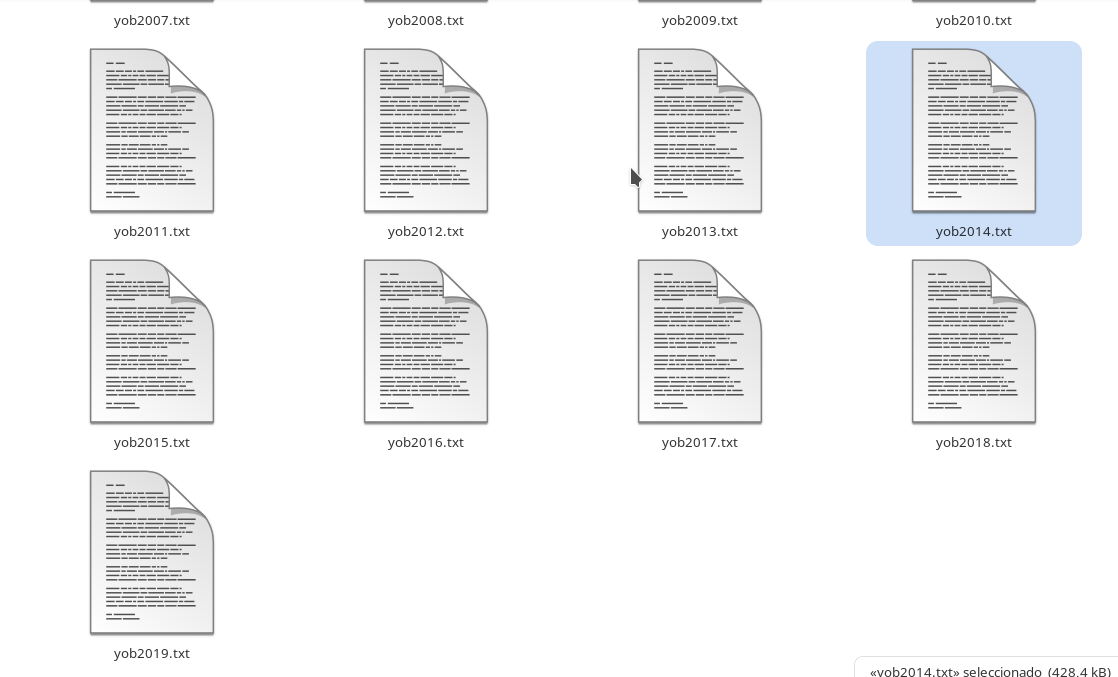 yob2007.txt yob2008.txt yob2009.txt yob2010.txt
yob2011.txt yob2012.txt yob2013.txt yob2014.txt
yob2015.txt yob2016.txt yob2017.txt yob2018.txt
yob2019.txt
«yob2014.txt» seleccionado (428,4 kB)